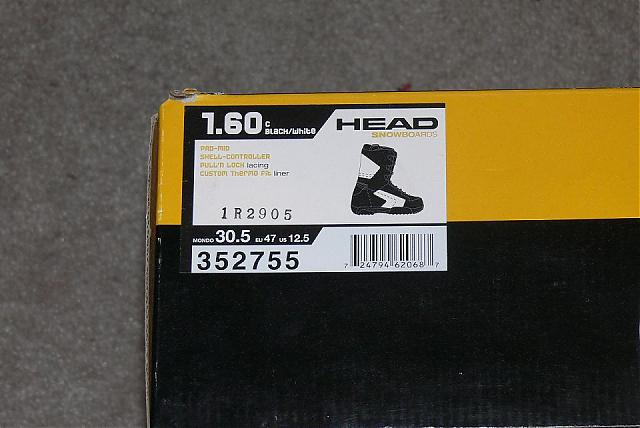 1.60 c Black/White
HEAD
SNOWBOARDS
PRO-MID
SHELL-CONTROLLER
PULL'N LOCK lacing
CUSTOM THERMO FIT liner
1R2905
MONDO 30.5 EU 47 US 12.5
352755
7 24794 62068 7